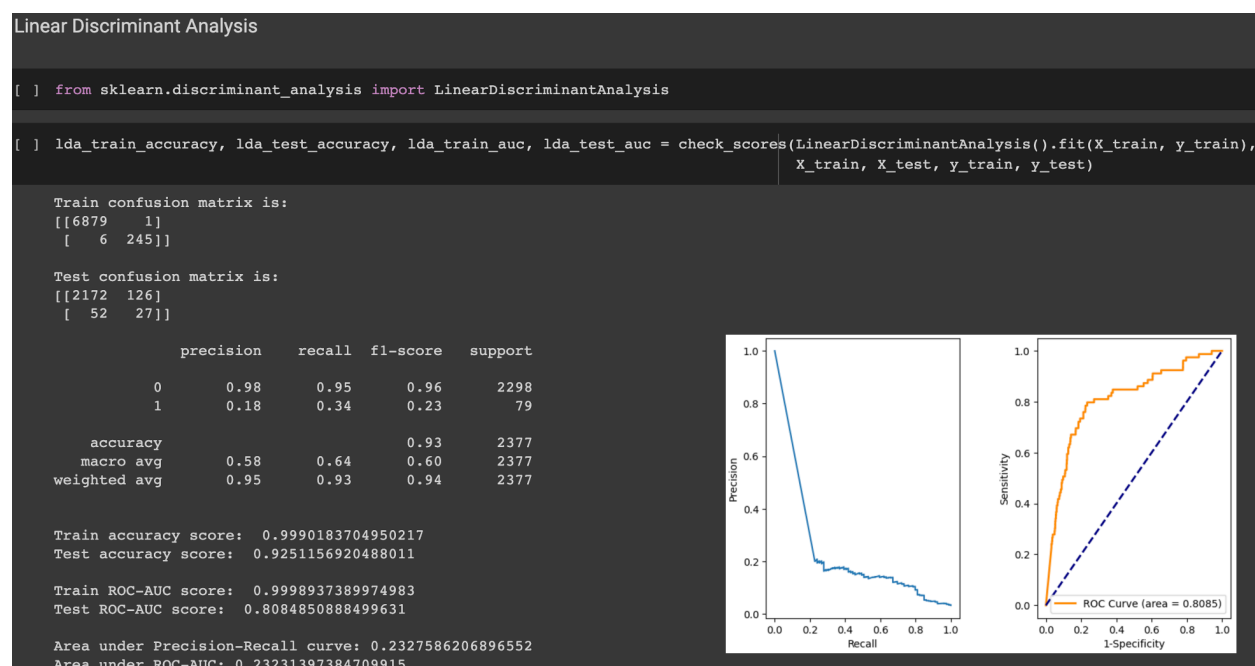 Linear Discriminant Analysis
[ ] from sklearn.discriminant_analysis import LinearDiscriminantAnalysis
[ ] lda_train_accuracy, lda_test_accuracy, lda_train_auc, lda_test_auc = check_scores(LinearDiscriminantAnalysis().fit(X_train, y_train),
X_train, X_test, y_train, y_test)
Train confusion matrix is:
[[6879    1]
[   6  245]]
Test confusion matrix is:
[[2172  126]
[  52   27]]
precision    recall  f1-score   support
0       0.98      0.95      0.96      2298
1       0.18      0.34      0.23        79
accuracy                           0.93      2377
macro avg       0.58      0.64      0.60      2377
weighted avg       0.95      0.93      0.94      2377
Train accuracy score:  0.9990183704950217
Test accuracy score:  0.9251156920488011
Train ROC-AUC score:  0.9998937389974983
Test ROC-AUC score:  0.8084850888499631
Area under Precision-Recall curve: 0.2327586206896552
Area under ROC-AUC: 0.23231397384709915
Precision
1.0
0.8
0.6
0.4
0.2
0.0
0.0 0.2 0.4 0.6 0.8 1.0
Recall
Sensitivity
1.0
0.8
0.6
0.4
0.2
0.0
ROC Curve (area = 0.8085)
0.0 0.2 0.4 0.6 0.8 1.0
1-Specificity